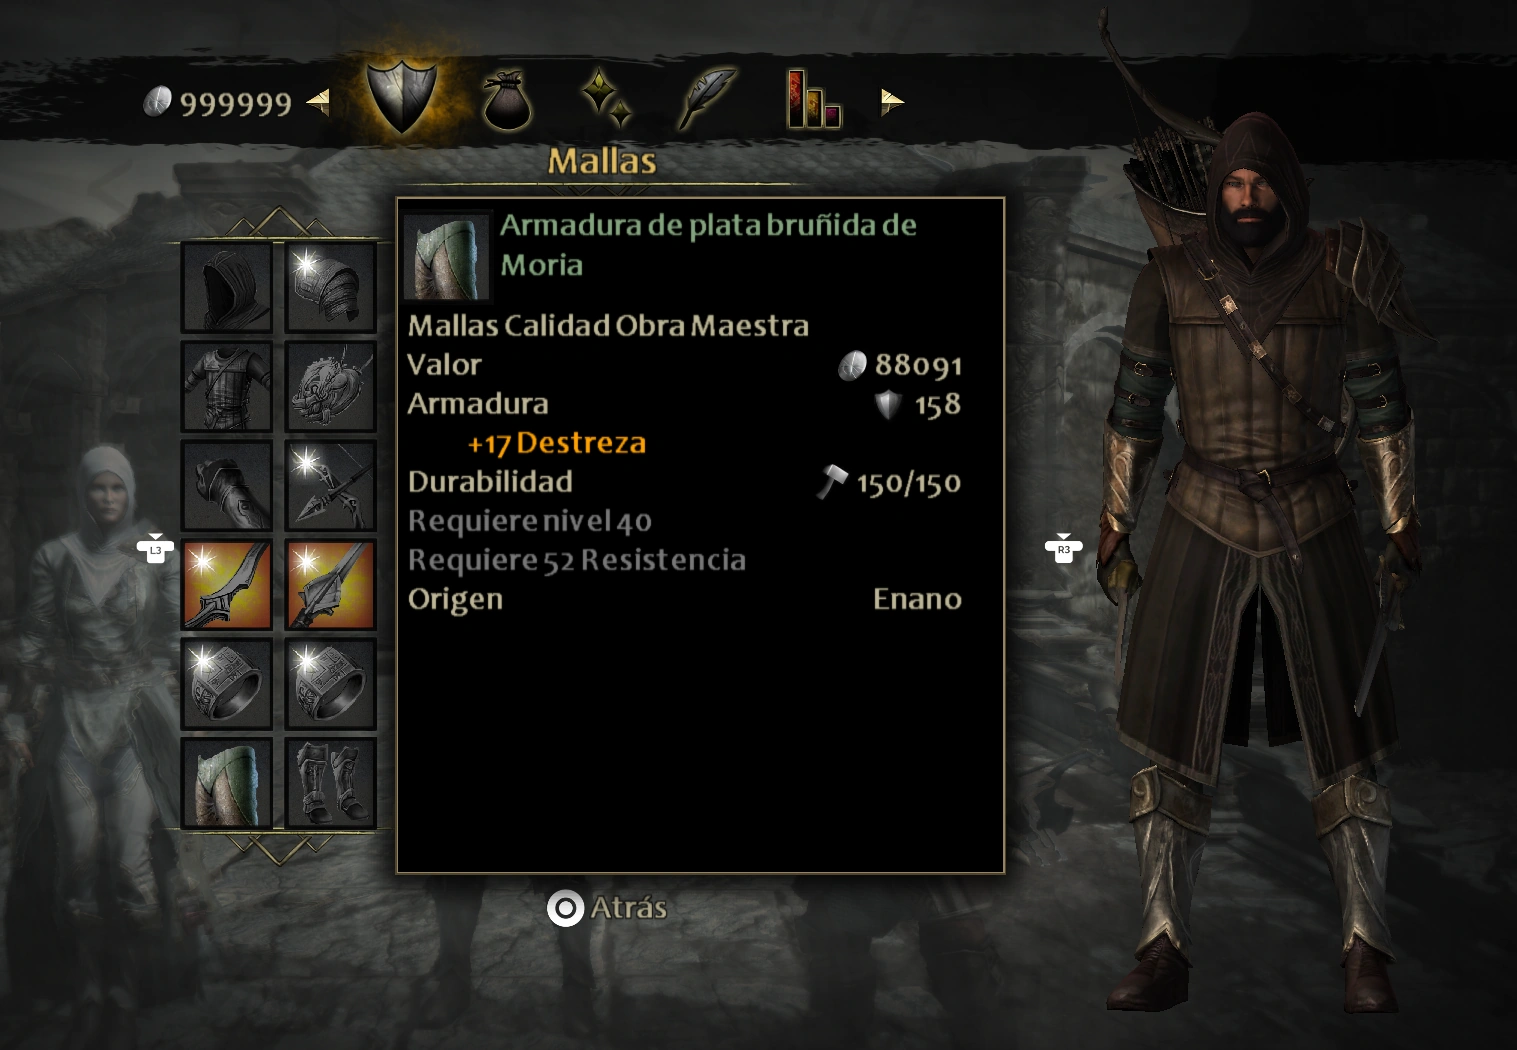 999999
Mallas
Armadura de plata bruñida de
Moria
Mallas Calidad Obra Maestra
Valor 88091
Armadura 158
+17 Destreza
Durabilidad 150/150
Requiere nivel 40
Requiere 52 Resistencia
Origen Enano
L3
R3
Atrás